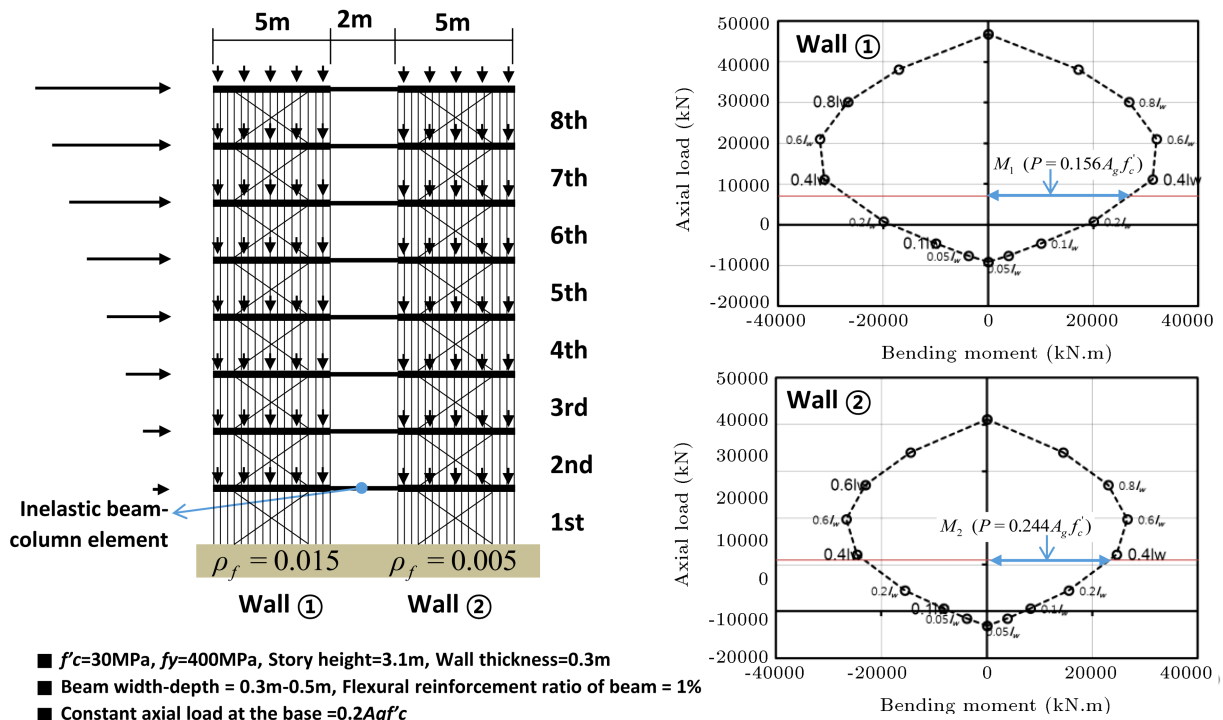 5m 2m 5m
8th
7th
6th
5th
4th
3rd
2nd
1st
Inelastic beam-
column element
ρf = 0.015 ρf = 0.005
Wall ① Wall ②
■ f'c=30MPa, fy=400MPa, Story height=3.1m, Wall thickness=0.3m
■ Beam width-depth = 0.3m-0.5m, Flexural reinforcement ratio of beam = 1%
■ Constant axial load at the base =0.2Agf'c
Wall ①
50000
40000
30000
20000
10000
0
-10000
-20000
Axial load (kN)
0.8lw 0.8lw
0.6lw 0.6lw
M1 (P = 0.156Ag f'c)
0.4lw 0.4lw
0.2lw 0.2lw
0.1lw 0.1lw
0.05lw 0.05lw
-40000 -20000 0 20000 40000
Bending moment (kN.m)
Wall ②
50000
40000
30000
20000
10000
0
-10000
-20000
Axial load (kN)
0.6lw 0.8lw
0.6lw 0.6lw
M2 (P = 0.244Ag f'c)
0.4lw 0.4lw
0.2lw 0.2lw
0.1lw 0.1lw
0.05lw 0.05lw
-40000 -20000 0 20000 40000
Bending moment (kN.m)